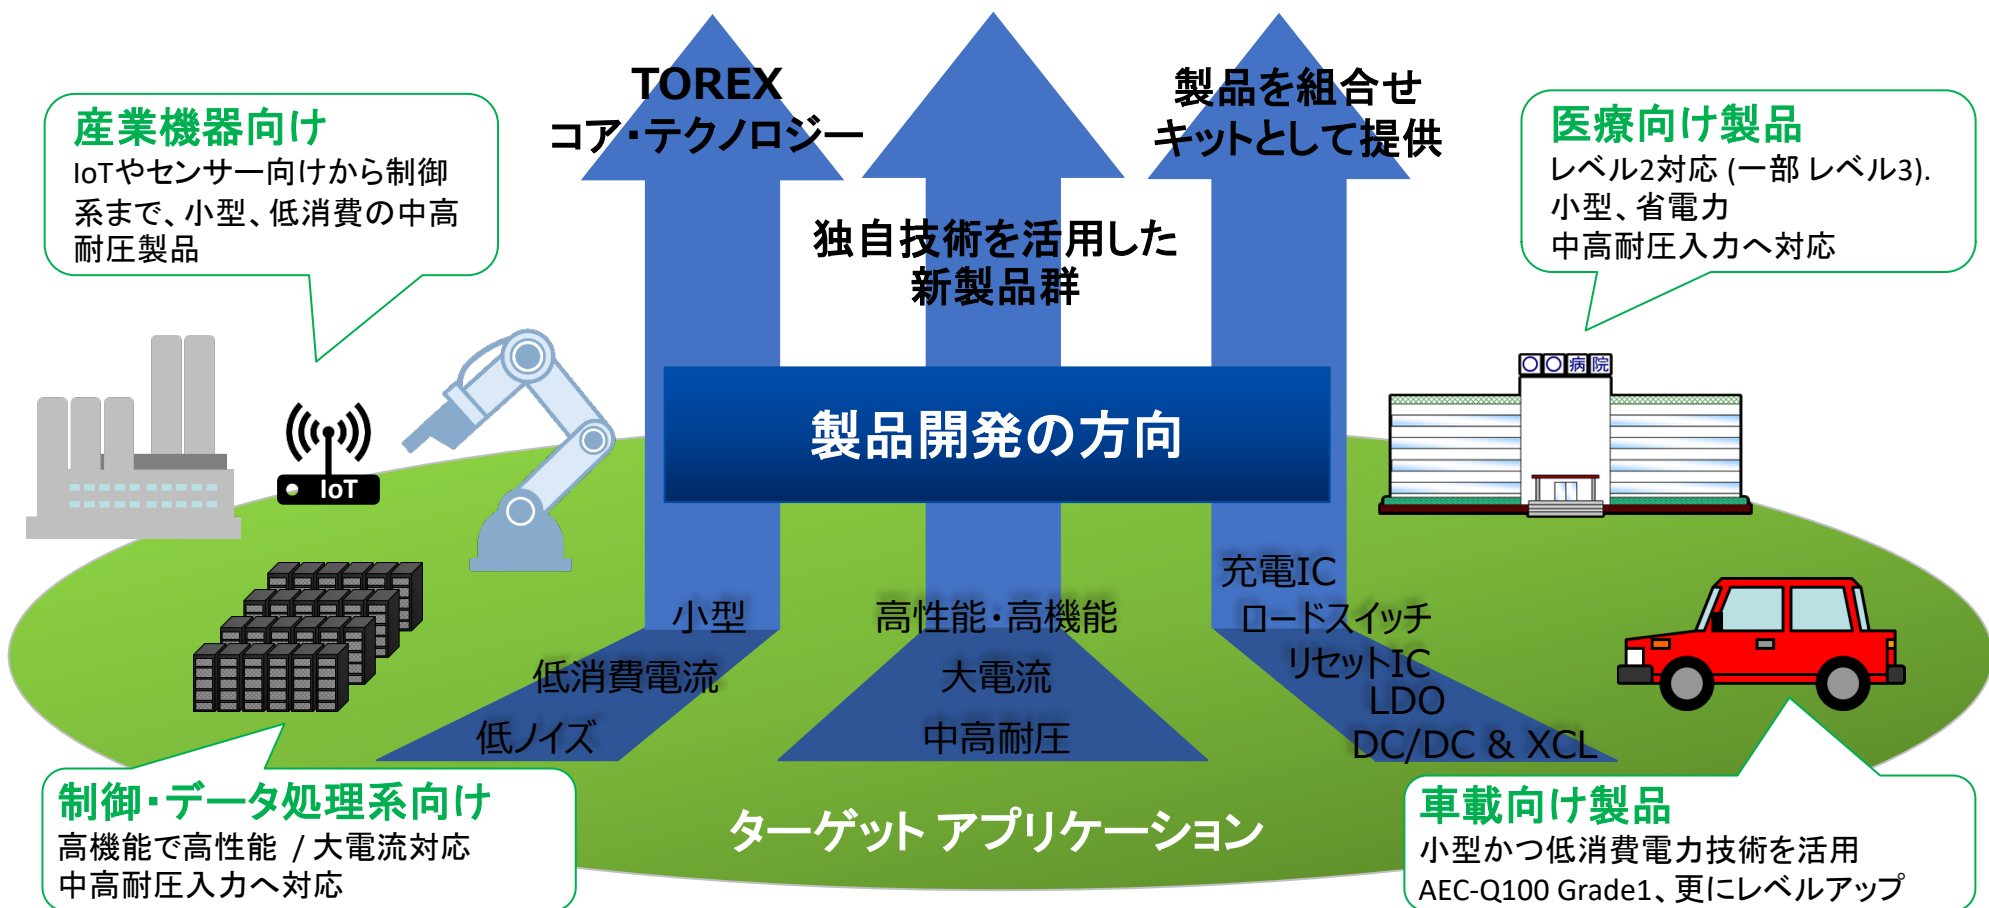 TOREX
コア・テクノロジー
独自技術を活用した
新製品群
製品を組合せ
キットとして提供
産業機器向け
IoTやセンサー向けから制御
系まで、小型、低消費の中高
耐圧製品
医療向け製品
レベル2対応 (一部 レベル3).
小型、省電力
中高耐圧入力へ対応
○○病院
IoT
製品開発の方向
小型
低消費電流
低ノイズ
高性能・高機能
大電流
中高耐圧
充電IC
ロードスイッチ
リセットIC
LDO
DC/DC & XCL
ターゲット アプリケーション
制御・データ処理系向け
高機能で高性能 / 大電流対応
中高耐圧入力へ対応
車載向け製品
小型かつ低消費電力技術を活用
AEC-Q100 Grade1、更にレベルアップ